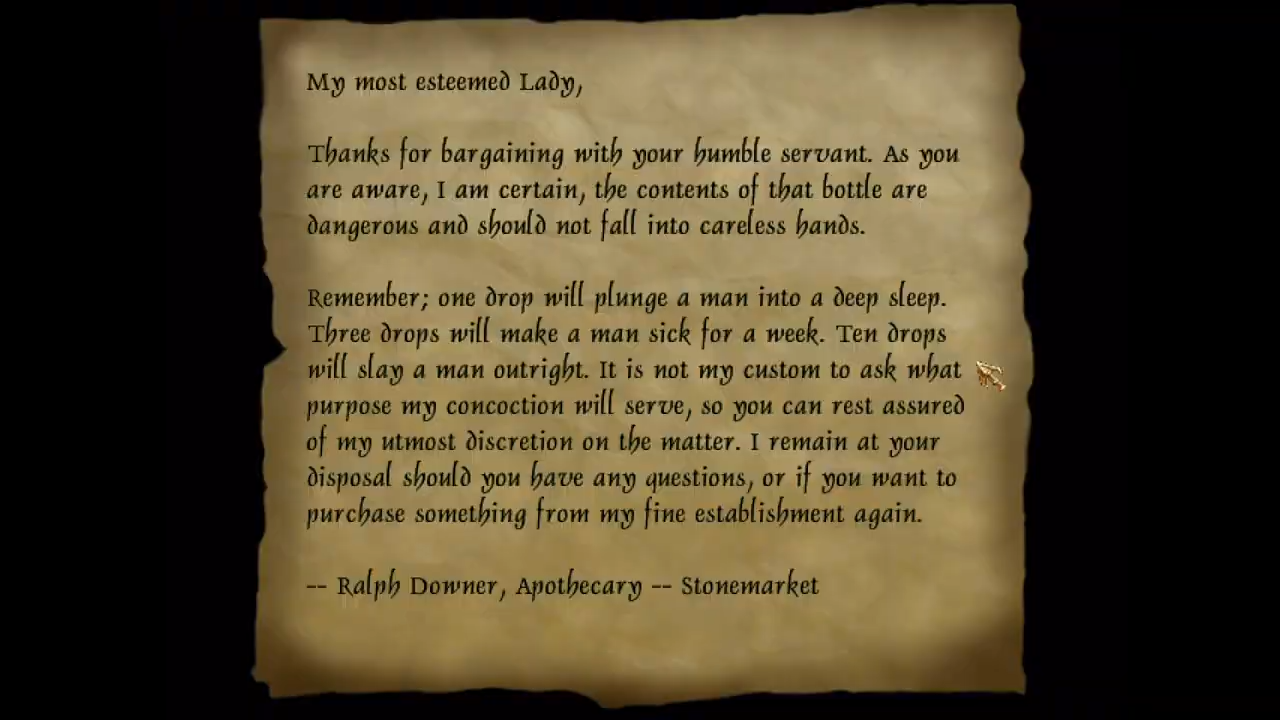 My most esteemed Lady,
Thanks for bargaining with your humble servant. As you
are aware, I am certain, the contents of that bottle are
dangerous and should not fall into careless hands.
Remember; one drop will plunge a man into a deep sleep.
Three drops will make a man sick for a week. Ten drops
will slay a man outright. It is not my custom to ask what
purpose my concoction will serve, so you can rest assured
of my utmost discretion on the matter. I remain at your
disposal should you have any questions, or if you want to
purchase something from my fine establishment again.
-- Ralph Downer, Apothecary -- Stonemarket